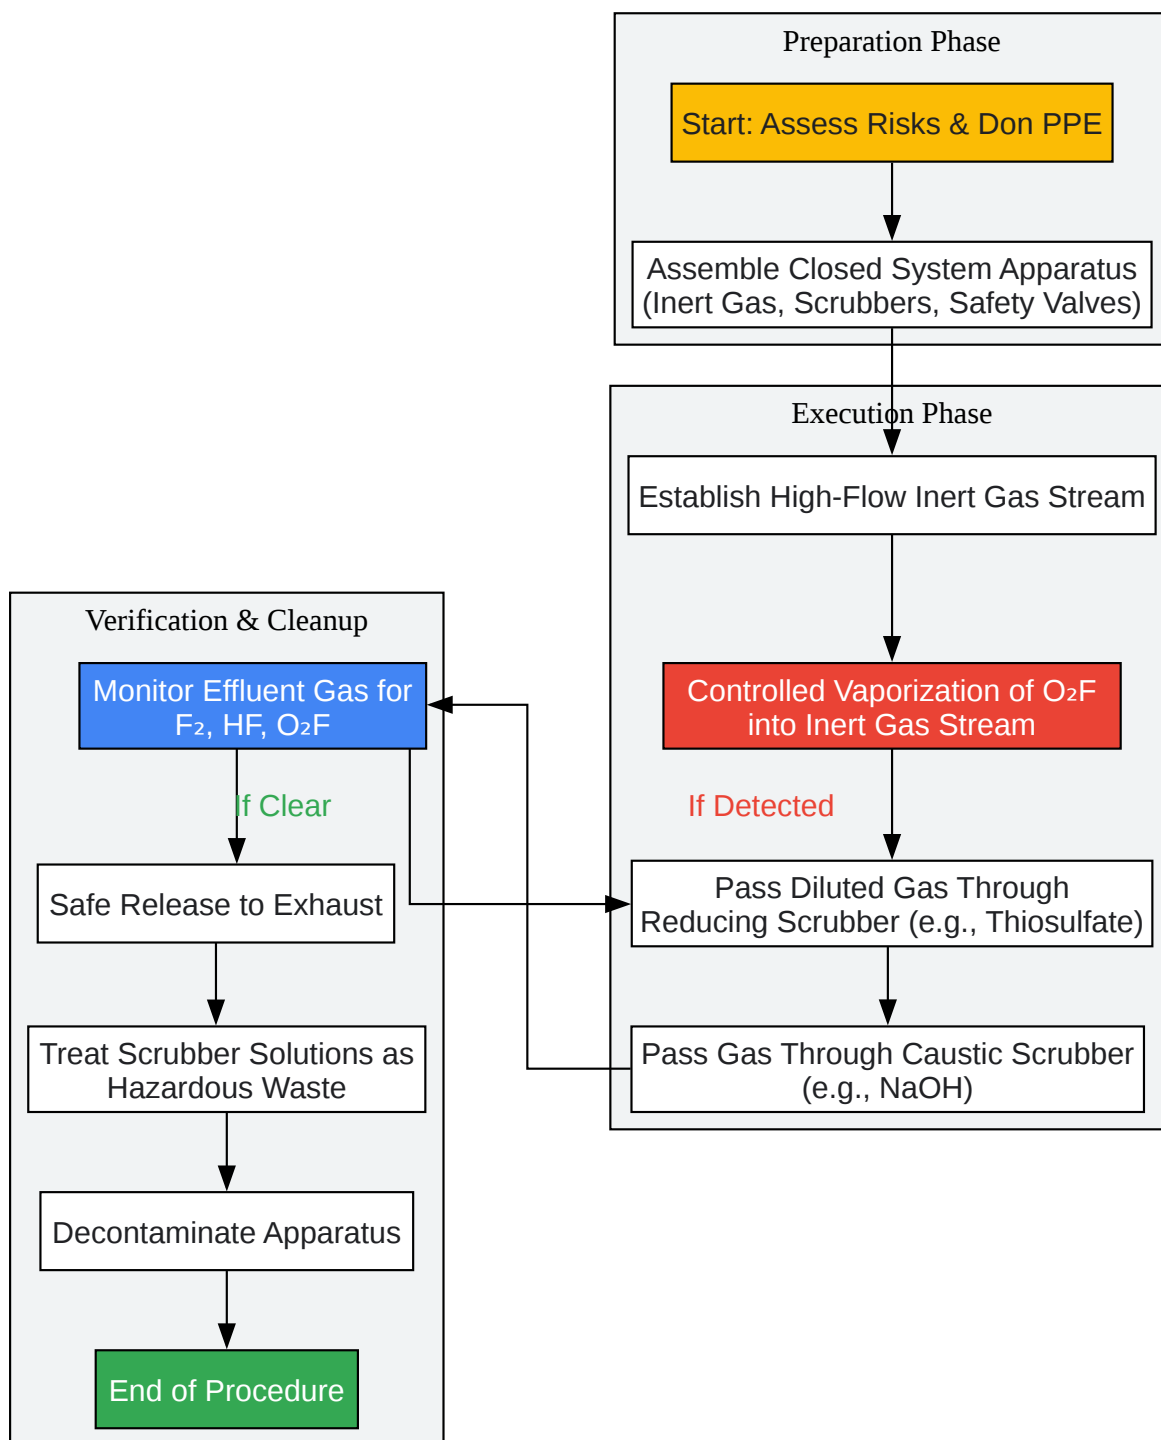 Preparation Phase
Start: Assess Risks & Don PPE
Assemble Closed System Apparatus
(Inert Gas, Scrubbers, Safety Valves)
Execution Phase
Establish High-Flow Inert Gas Stream
Controlled Vaporization of O₂F
into Inert Gas Stream
If Detected
Pass Diluted Gas Through
Reducing Scrubber (e.g., Thiosulfate)
Pass Gas Through Caustic Scrubber
(e.g., NaOH)
Verification & Cleanup
Monitor Effluent Gas for
F₂, HF, O₂F
If Clear
Safe Release to Exhaust
Treat Scrubber Solutions as
Hazardous Waste
Decontaminate Apparatus
End of Procedure